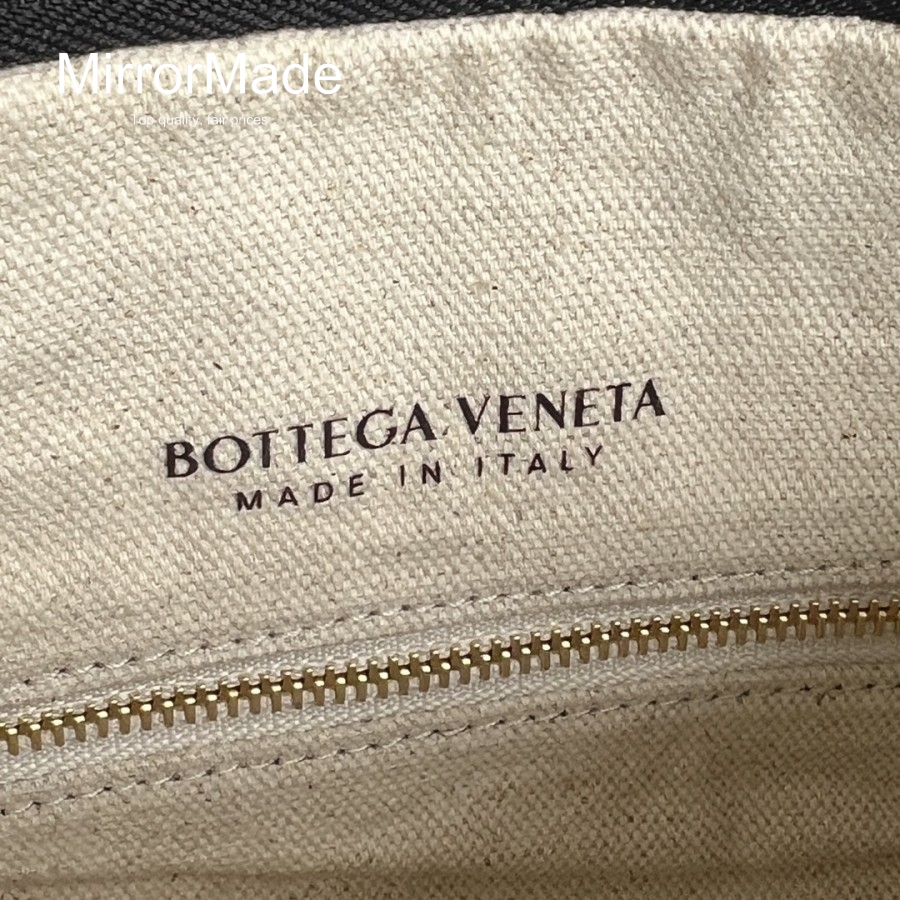 MirrorMade
Top quality, fair prices
BOTTEGA VENETA
MADE IN ITALY